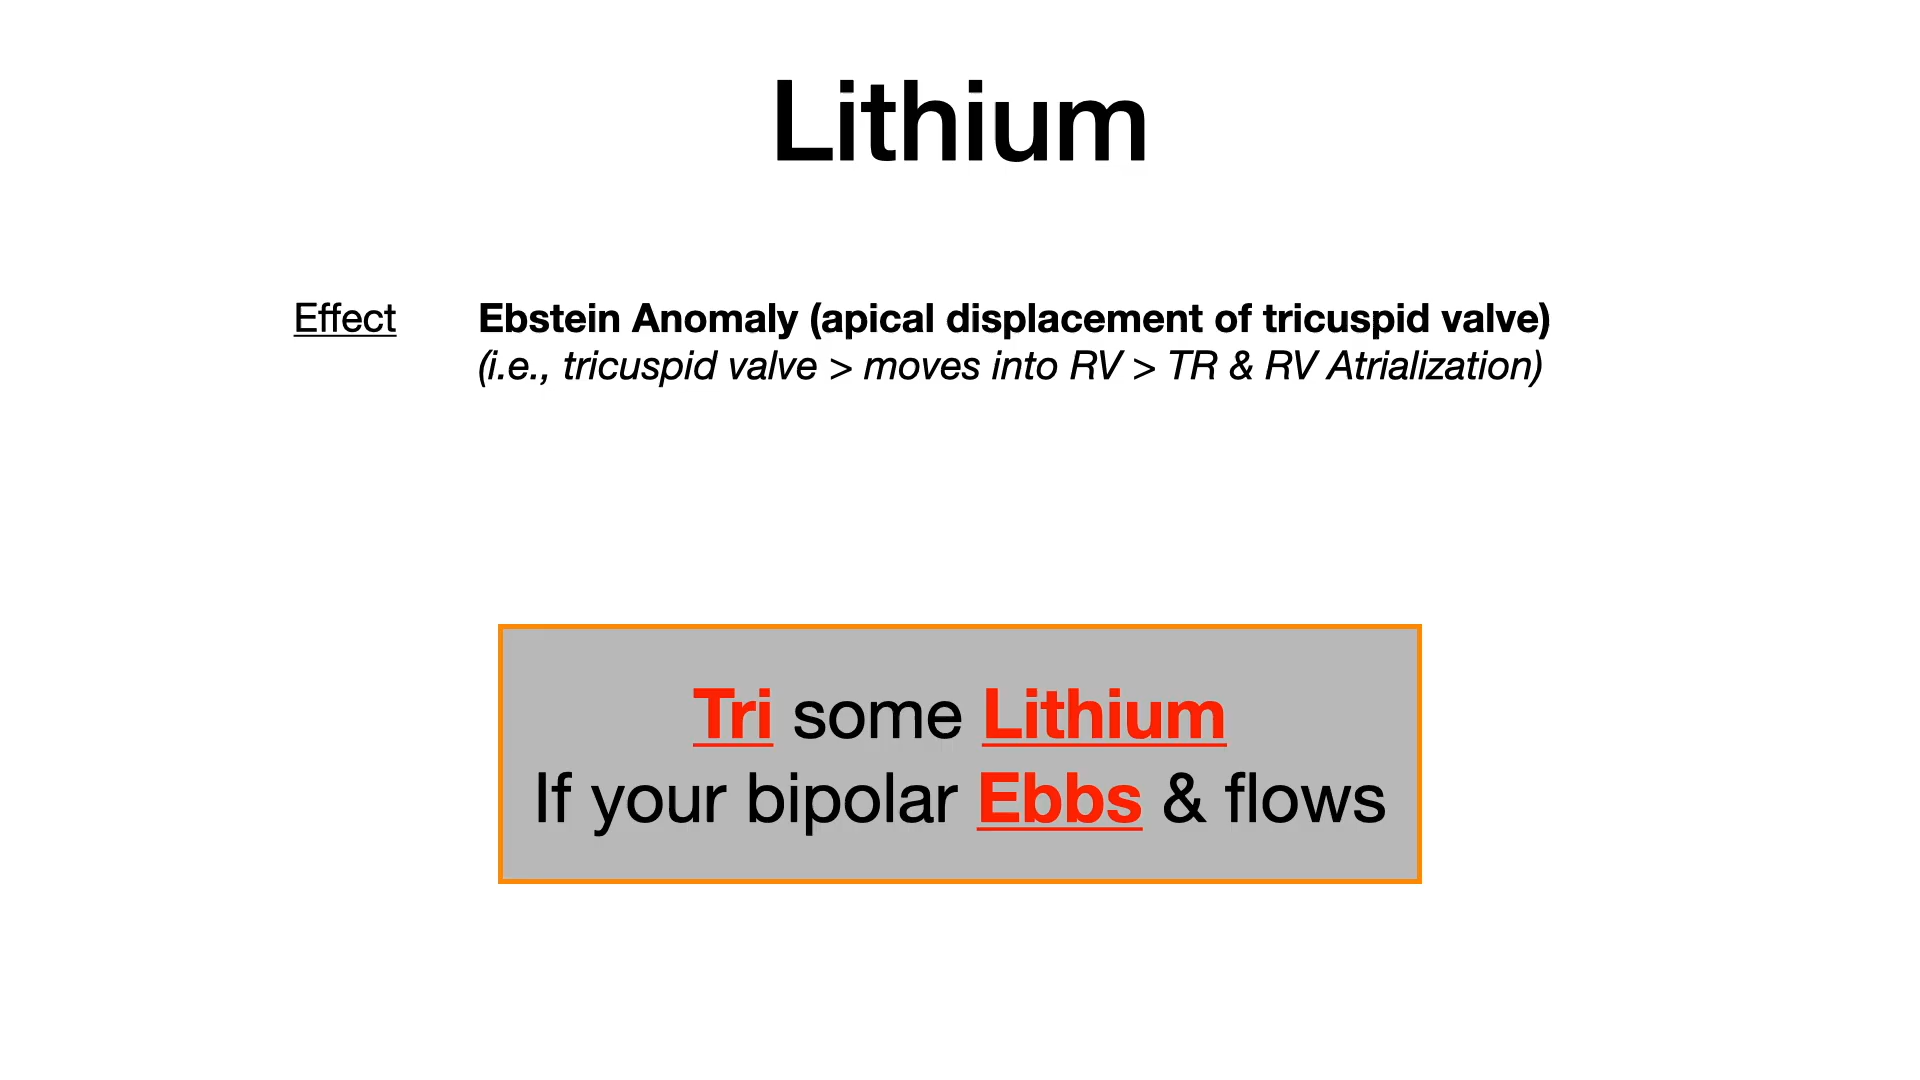 Lithium
Effect
Ebstein Anomaly (apical displacement of tricuspid valve)
(i.e., tricuspid valve > moves into RV > TR & RV Atrialization)
Tri some Lithium
If your bipolar Ebbs & flows